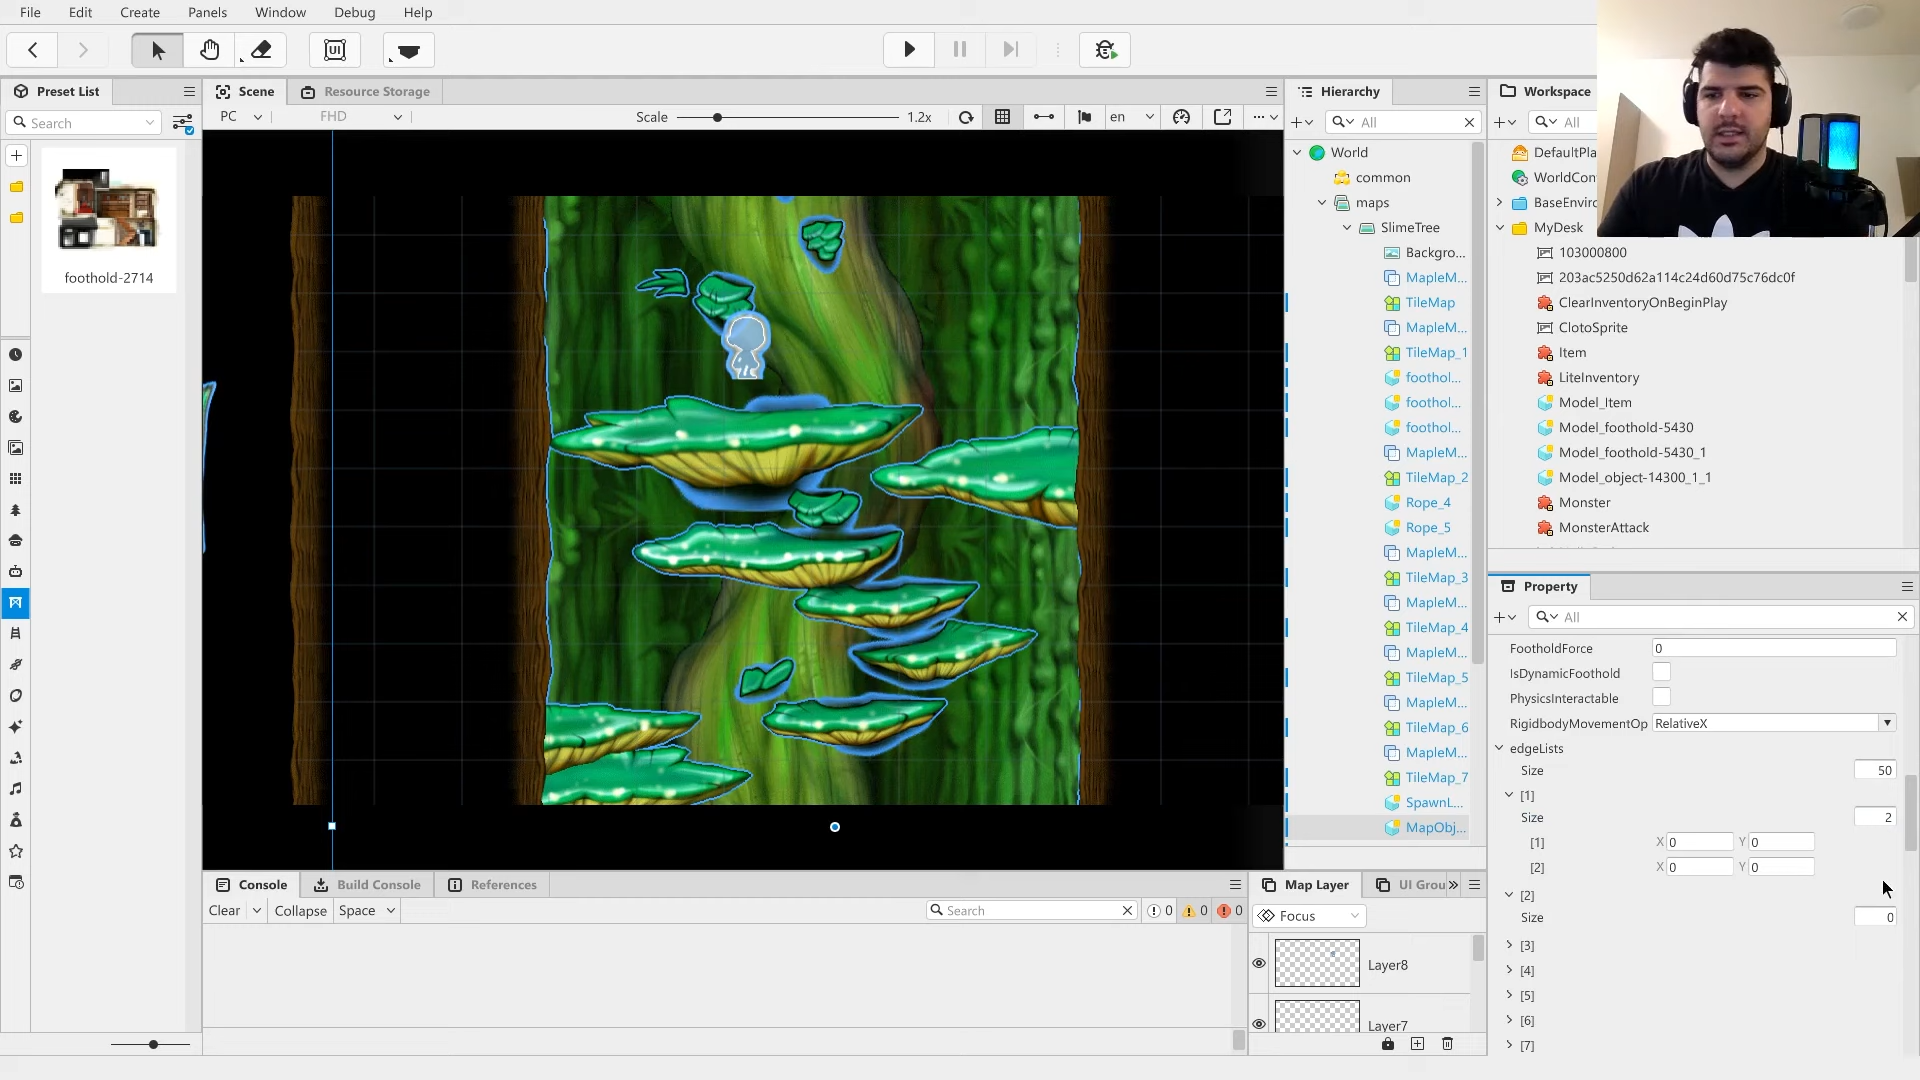 File Edit Create Panels Window Debug Help
UI
Preset List
Scene
Resource Storage
Hierarchy
Workspace
Search
PC
FHD
Scale
1.2x
en
All
All
foothold-2714
World
common
maps
SlimeTree
Backgro...
MapleM...
TileMap
MapleM...
TileMap_1
foothol...
foothol...
foothol...
MapleM...
TileMap_2
Rope_4
Rope_5
MapleM...
TileMap_3
MapleM...
TileMap_4
MapleM...
TileMap_5
MapleM...
TileMap_6
MapleM...
TileMap_7
SpawnL...
MapObj...
DefaultPla
WorldCon
BaseEnviro
MyDesk
103000800
203ac5250d62a114c24d60d75c76dc0f
ClearInventoryOnBeginPlay
ClotoSprite
Item
LiteInventory
Model_Item
Model_foothold-5430
Model_foothold-5430_1
Model_object-14300_1_1
Monster
MonsterAttack
Property
All
FootholdForce 0
IsDynamicFoothold
PhysicsInteractable
RigidbodyMovementOp RelativeX
edgeLists
Size 50
[1]
Size 2
[1] X 0 Y 0
[2] X 0 Y 0
[2]
Size 0
[3]
[4]
[5]
[6]
[7]
Console
Build Console
References
Clear
Collapse
Space
Search
0 0 0
Map Layer
UI Grou
Focus
Layer8
Layer7